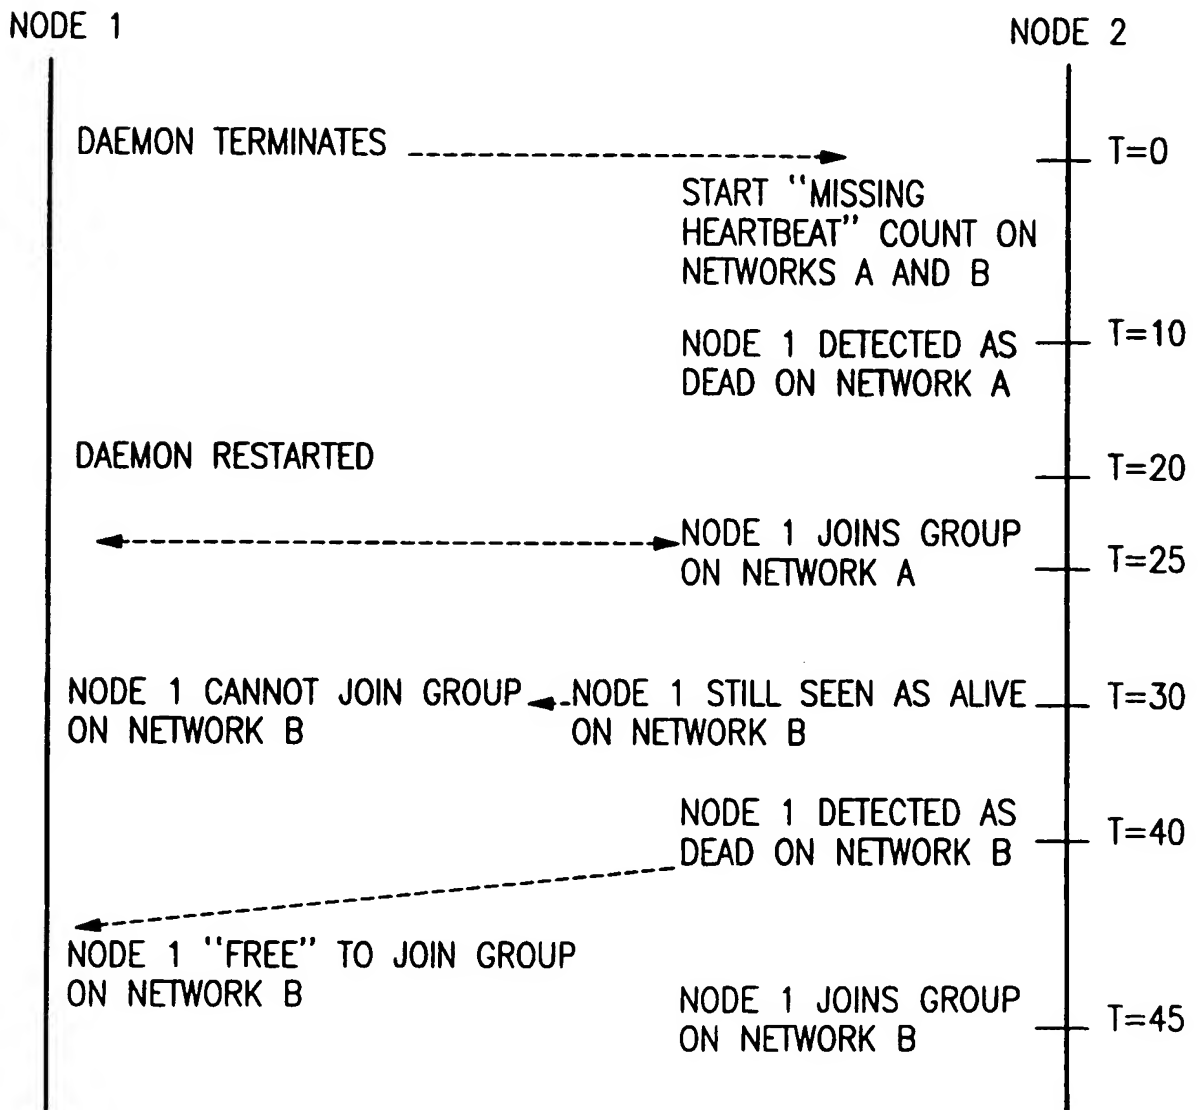 NODE 1
NODE 2
DAEMON TERMINATES
T=0
START "MISSING
HEARTBEAT" COUNT ON
NETWORKS A AND B
T=10
NODE 1 DETECTED AS
DEAD ON NETWORK A
DAEMON RESTARTED
T=20
NODE 1 JOINS GROUP
ON NETWORK A
T=25
NODE 1 CANNOT JOIN GROUP
ON NETWORK B
NODE 1 STILL SEEN AS ALIVE
ON NETWORK B
T=30
NODE 1 DETECTED AS
DEAD ON NETWORK B
T=40
NODE 1 "FREE" TO JOIN GROUP
ON NETWORK B
NODE 1 JOINS GROUP
ON NETWORK B
T=45